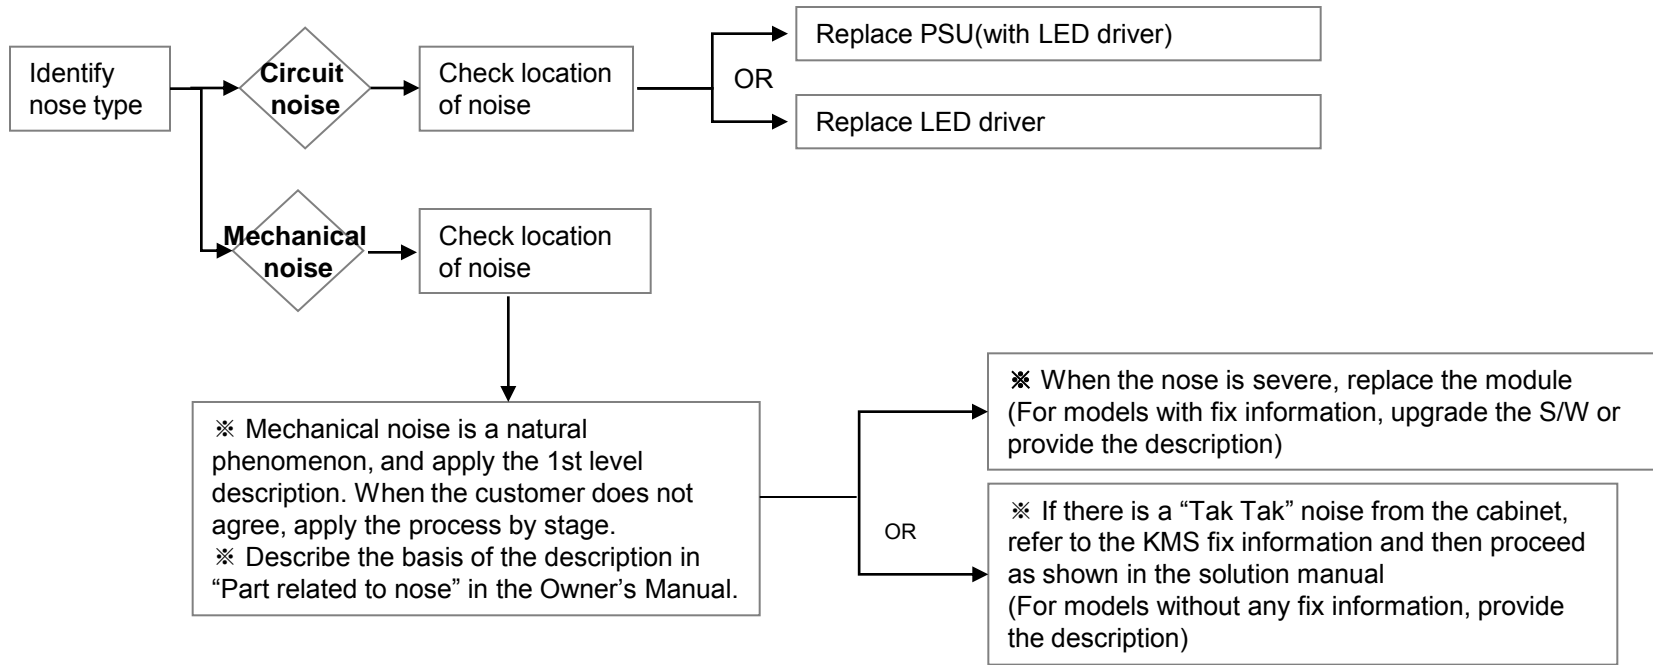 Identify
nose type
Circuit
noise
Check location
of noise
Replace PSU(with LED driver)
OR
Replace LED driver
Mechanical
noise
Check location
of noise
※ Mechanical noise is a natural
phenomenon, and apply the 1st level
description. When the customer does not
agree, apply the process by stage.
※ Describe the basis of the description in
“Part related to nose” in the Owner’s Manual.
※ When the nose is severe, replace the module
(For models with fix information, upgrade the S/W or
provide the description)
OR
※ If there is a “Tak Tak” noise from the cabinet,
refer to the KMS fix information and then proceed
as shown in the solution manual
(For models without any fix information, provide
the description)